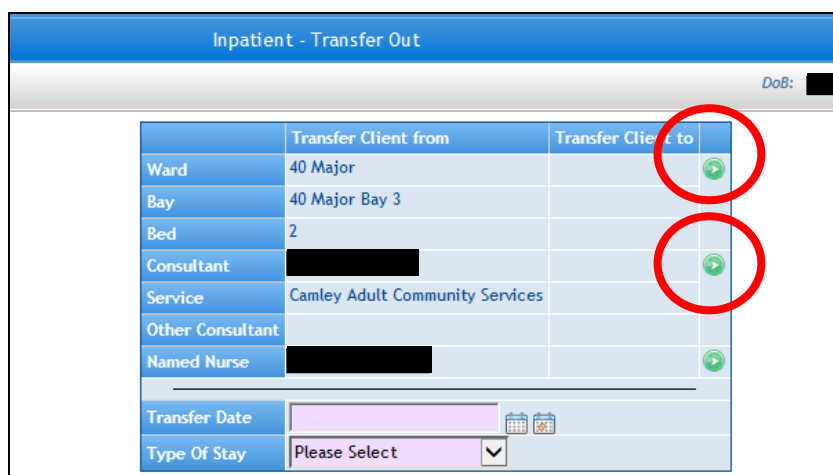 Inpatient - Transfer Out
DoB:
Transfer Client from Transfer Client to
Ward 40 Major
Bay 40 Major Bay 3
Bed 2
Consultant
Service Camley Adult Community Services
Other Consultant
Named Nurse
Transfer Date
Type Of Stay Please Select